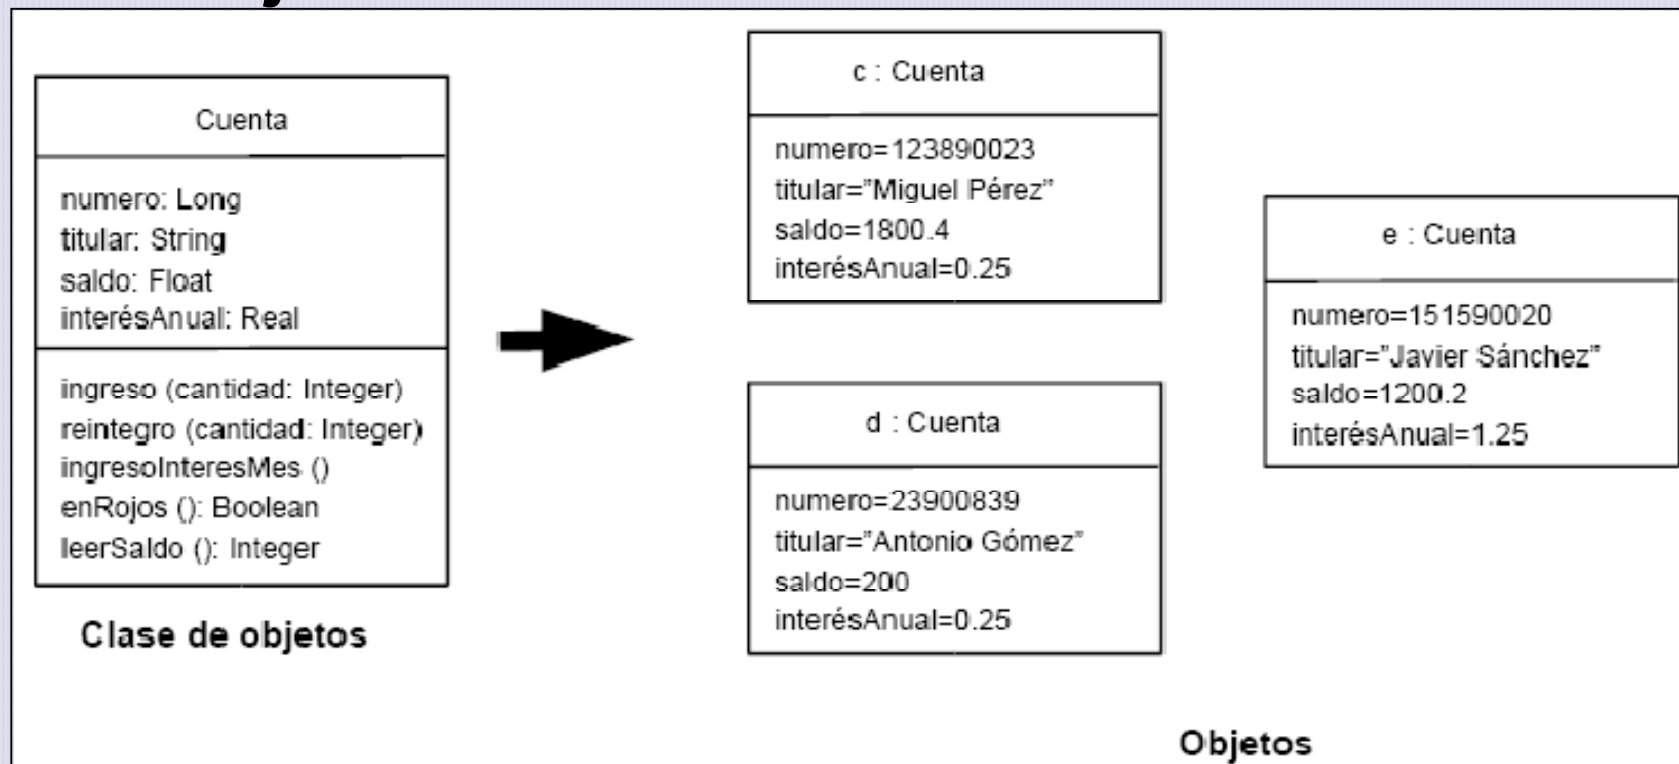 Cuenta
numero: Long
titular: String
saldo: Float
interésAnual: Real
ingreso (cantidad: Integer)
reintegro (cantidad: Integer)
ingresoInteresMes ()
enRojos (): Boolean
leerSaldo (): Integer
Clase de objetos
c : Cuenta
numero=123890023
titular=”Miguel Pérez”
saldo=1800.4
interésAnual=0.25
d : Cuenta
numero=23900839
titular=”Antonio Gómez”
saldo=200
interésAnual=0.25
e : Cuenta
numero=151590020
titular=”Javier Sánchez”
saldo=1200.2
interésAnual=1.25
Objetos